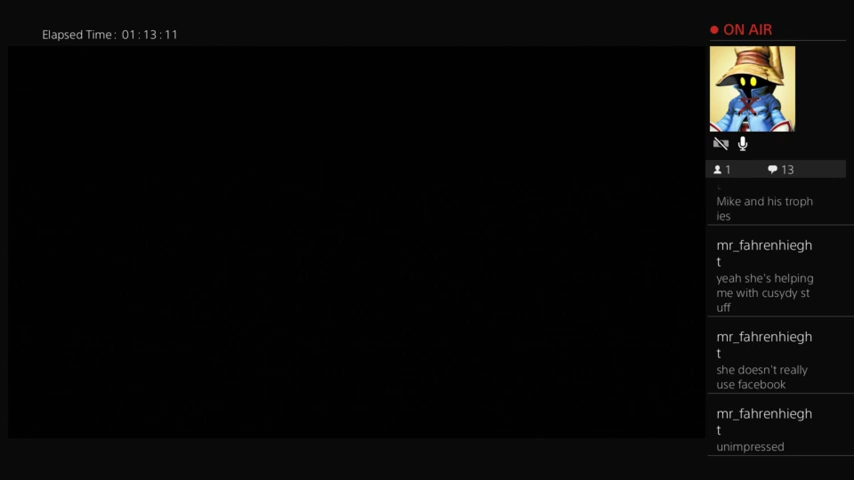 Elapsed Time: 01:13:11
ON AIR
1
13
Mike and his troph
ies
mr_fahrenhiegh
t
yeah she's helping
me with cusydy st
uff
mr_fahrenhiegh
t
she doesn't really
use facebook
mr_fahrenhiegh
t
unimpressed